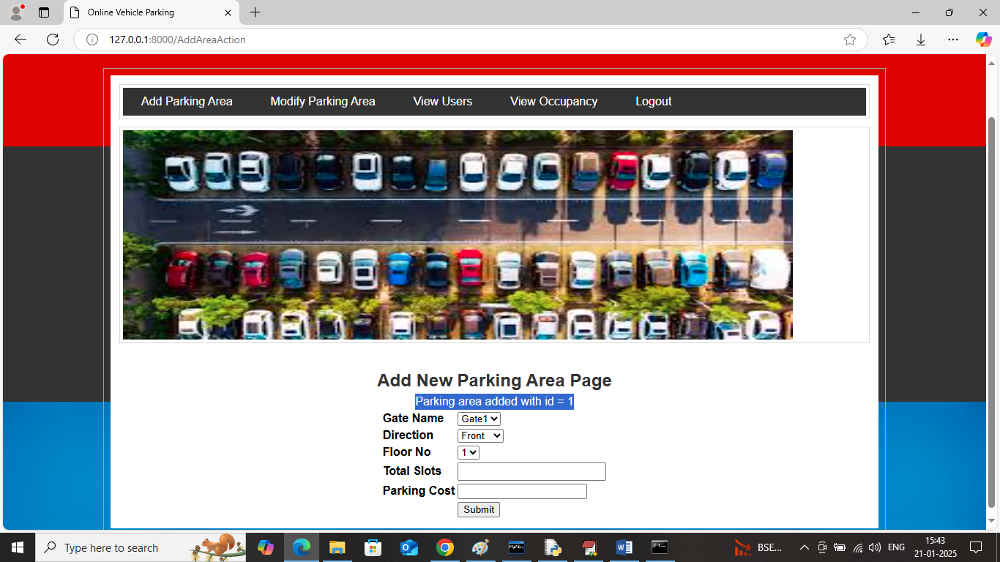 Online Vehicle Parking
127.0.0.1:8000/AddAreaAction
Add Parking Area Modify Parking Area View Users View Occupancy Logout
Add New Parking Area Page
Parking area added with id = 1
Gate Name Gate1
Direction Front
Floor No 1
Total Slots
Parking Cost
Submit
Type here to search
BSE...
ENG
15:43
21-01-2025